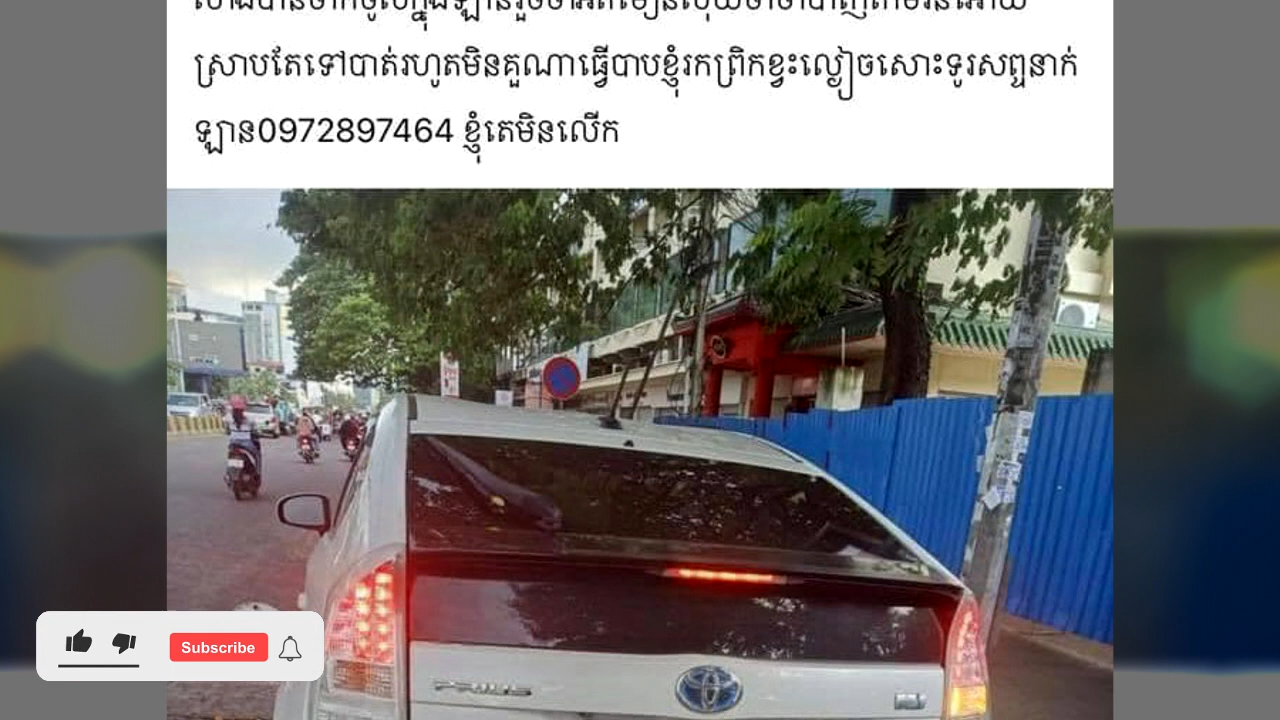 ស្រាបតែទៅបាត់រហូតមិនគួណាធ្វើបាបខ្ញុំរកព្រិកខ្វះល្ងៀចសោះទូរសព្ទនាក់
ឡាន0972897464 ខ្ញុំតេមិនលើក
Subscribe
PRIUS